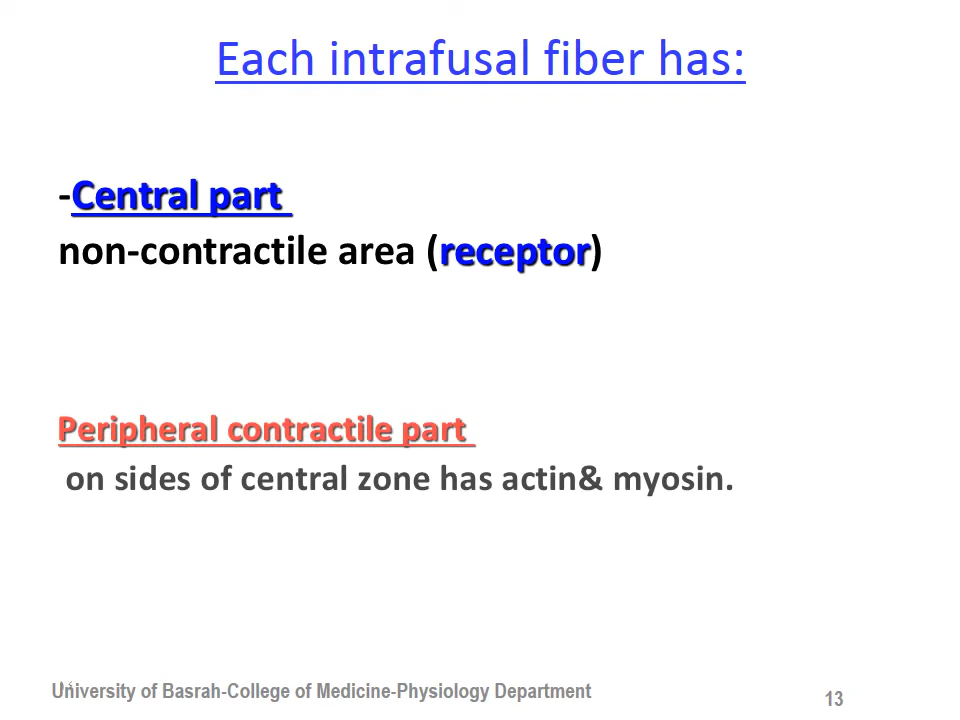 Each intrafusal fiber has:
-Central part
non-contractile area (receptor)
Peripheral contractile part
on sides of central zone has actin& myosin.
University of Basrah-College of Medicine-Physiology Department
13